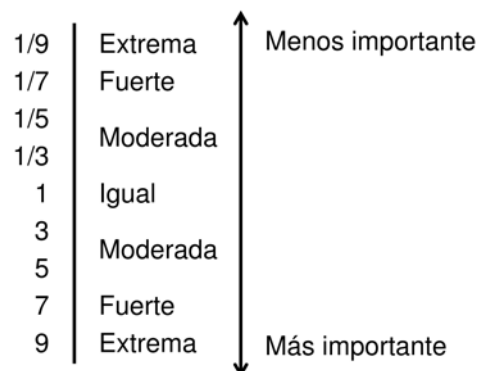 1/9 Extrema Menos importante
1/7 Fuerte
1/5
Moderada
1/3
1 Igual
3
Moderada
5
7 Fuerte
9 Extrema Más importante